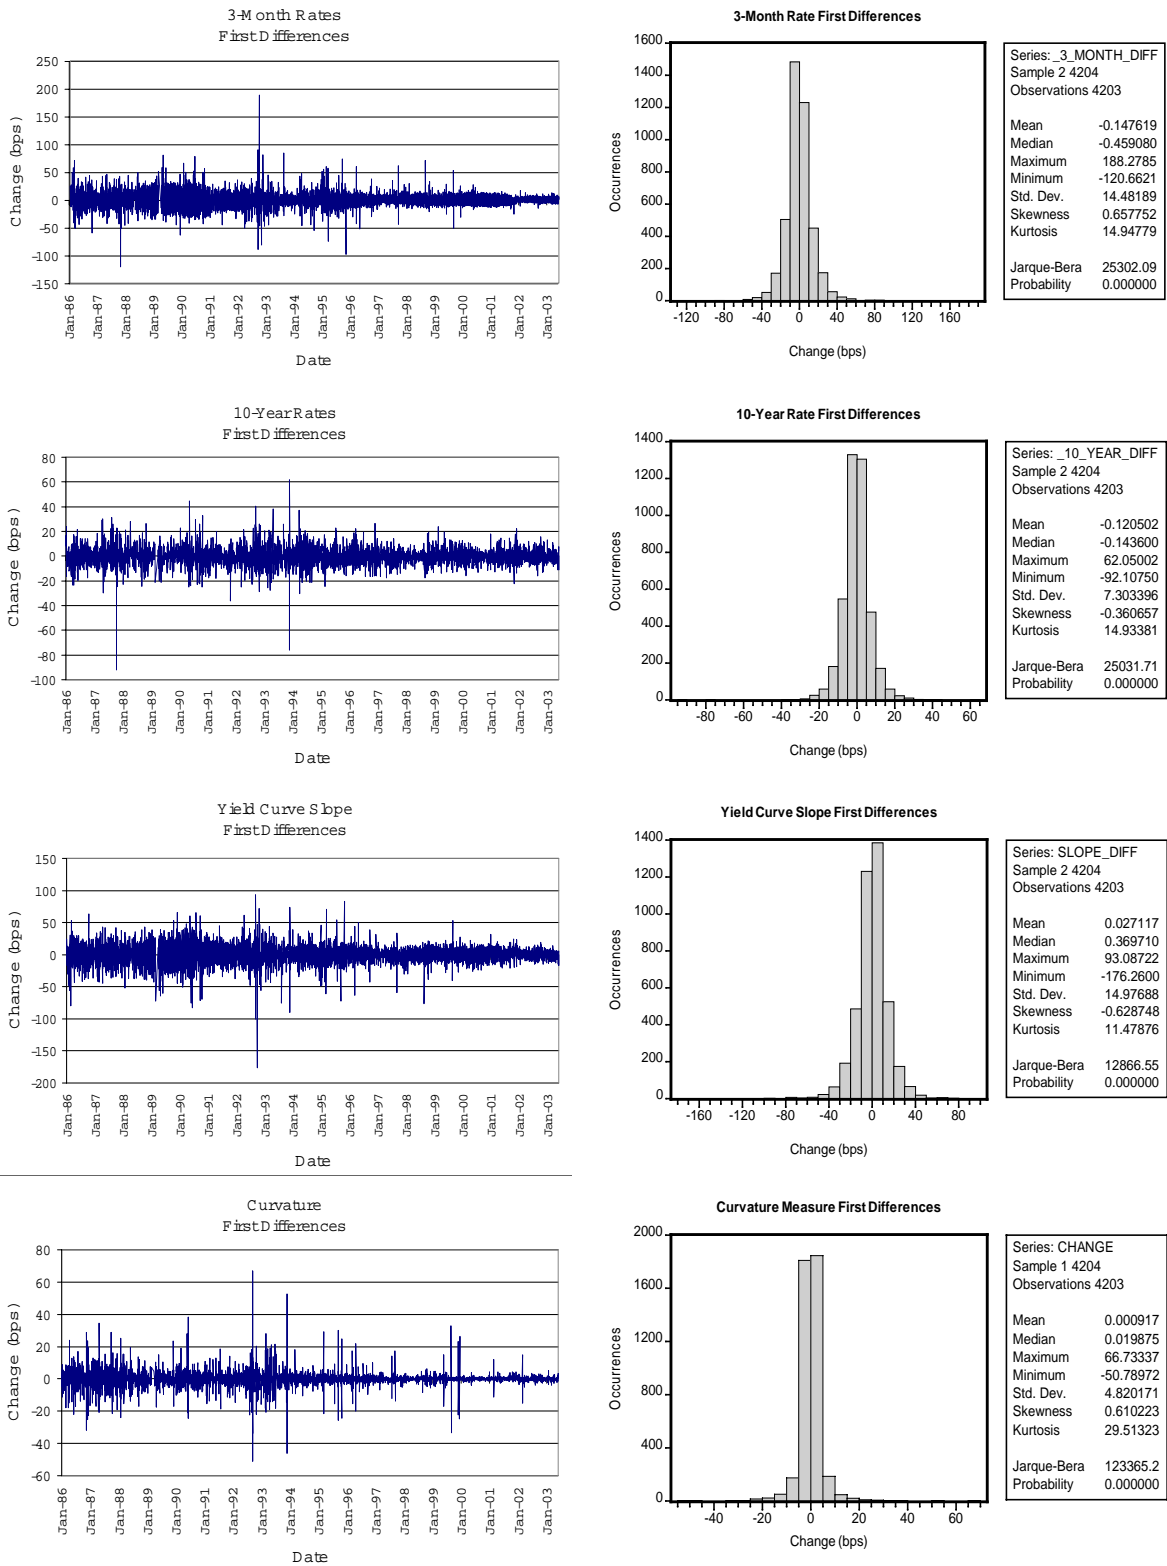 3-Month Rates
First Differences
250
200
150
100
50
0
-50
-100
-150
Change (bps)
Jan-86
Jan-87
Jan-88
Jan-89
Jan-90
Jan-91
Jan-92
Jan-93
Jan-94
Jan-95
Jan-96
Jan-97
Jan-98
Jan-99
Jan-00
Jan-01
Jan-02
Jan-03
Date
3-Month Rate First Differences
1600
1400
1200
1000
800
600
400
200
0
Occurrences
-120 -80 -40 0 40 80 120 160
Change (bps)
Series: _3_MONTH_DIFF
Sample 2 4204
Observations 4203
Mean -0.147619
Median -0.459080
Maximum 188.2785
Minimum -120.6621
Std. Dev. 14.48189
Skewness 0.657752
Kurtosis 14.94779
Jarque-Bera 25302.09
Probability 0.000000
10-Year Rates
First Differences
80
60
40
20
0
-20
-40
-60
-80
-100
Change (bps)
Jan-86
Jan-87
Jan-88
Jan-89
Jan-90
Jan-91
Jan-92
Jan-93
Jan-94
Jan-95
Jan-96
Jan-97
Jan-98
Jan-99
Jan-00
Jan-01
Jan-02
Jan-03
Date
10-Year Rate First Differences
1400
1200
1000
800
600
400
200
0
Occurrences
-80 -60 -40 -20 0 20 40 60
Change (bps)
Series: _10_YEAR_DIFF
Sample 2 4204
Observations 4203
Mean -0.120502
Median -0.143600
Maximum 62.05002
Minimum -92.10750
Std. Dev. 7.303396
Skewness -0.360657
Kurtosis 14.93381
Jarque-Bera 25031.71
Probability 0.000000
Yield Curve Slope
First Differences
150
100
50
0
-50
-100
-150
-200
Change (bps)
Jan-86
Jan-87
Jan-88
Jan-89
Jan-90
Jan-91
Jan-92
Jan-93
Jan-94
Jan-95
Jan-96
Jan-97
Jan-98
Jan-99
Jan-00
Jan-01
Jan-02
Jan-03
Date
Yield Curve Slope First Differences
1400
1200
1000
800
600
400
200
0
Occurrences
-160 -120 -80 -40 0 40 80
Change (bps)
Series: SLOPE_DIFF
Sample 2 4204
Observations 4203
Mean 0.027117
Median 0.369710
Maximum 93.08722
Minimum -176.2600
Std. Dev. 14.97688
Skewness -0.628748
Kurtosis 11.47876
Jarque-Bera 12866.55
Probability 0.000000
Curvature
First Differences
80
60
40
20
0
-20
-40
-60
Change (bps)
Jan-86
Jan-87
Jan-88
Jan-89
Jan-90
Jan-91
Jan-92
Jan-93
Jan-94
Jan-95
Jan-96
Jan-97
Jan-98
Jan-99
Jan-00
Jan-01
Jan-02
Jan-03
Date
Curvature Measure First Differences
2000
1600
1200
800
400
0
Occurrences
-40 -20 0 20 40 60
Change (bps)
Series: CHANGE
Sample 1 4204
Observations 4203
Mean 0.000917
Median 0.019875
Maximum 66.73337
Minimum -50.78972
Std. Dev. 4.820171
Skewness 0.610223
Kurtosis 29.51323
Jarque-Bera 123365.2
Probability 0.000000